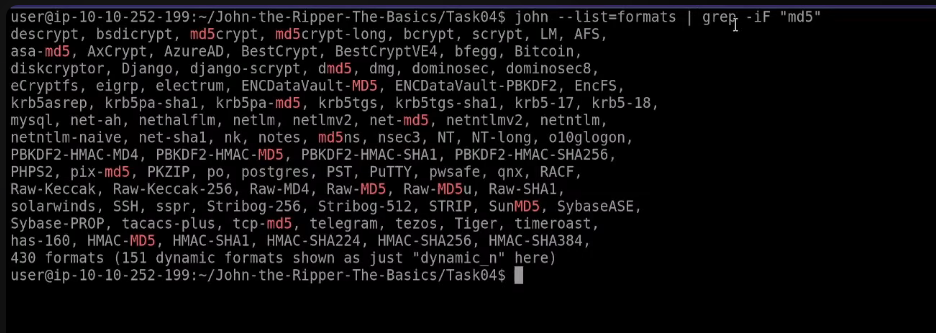 user@ip-10-10-252-199:~/John-the-Ripper-The-Basics/Task04$ john --list=formats | grep -iF "md5"
descrypt, bsdicrypt, md5crypt, md5crypt-long, bcrypt, scrypt, LM, AFS,
asa-md5, AxCrypt, AzureAD, BestCrypt, BestCryptVE4, bfegg, Bitcoin,
diskcryptor, Django, django-scrypt, dmd5, dmg, dominosec, dominosec8,
eCryptfs, eigrp, electrum, ENCDataVault-MD5, ENCDataVault-PBKDF2, EncFS,
krb5asrep, krb5pa-sha1, krb5pa-md5, krb5tgs, krb5tgs-sha1, krb5-17, krb5-18,
mysql, net-ah, nethalflm, netlm, netlmv2, net-md5, netntlmv2, netntlm,
netntlm-naive, net-sha1, nk, notes, md5ns, nsec3, NT, NT-long, o10glogon,
PBKDF2-HMAC-MD4, PBKDF2-HMAC-MD5, PBKDF2-HMAC-SHA1, PBKDF2-HMAC-SHA256,
PHPS2, pix-md5, PKZIP, po, postgres, PST, PuTTY, pwsafe, qnx, RACF,
Raw-Keccak, Raw-Keccak-256, Raw-MD4, Raw-MD5, Raw-MD5u, Raw-SHA1,
solarwinds, SSH, sspr, Stribog-256, Stribog-512, STRIP, SunMD5, SybaseASE,
Sybase-PROP, tacacs-plus, tcp-md5, telegram, tezos, Tiger, timeroast,
has-160, HMAC-MD5, HMAC-SHA1, HMAC-SHA224, HMAC-SHA256, HMAC-SHA384,
430 formats (151 dynamic formats shown as just "dynamic_n" here)
user@ip-10-10-252-199:~/John-the-Ripper-The-Basics/Task04$